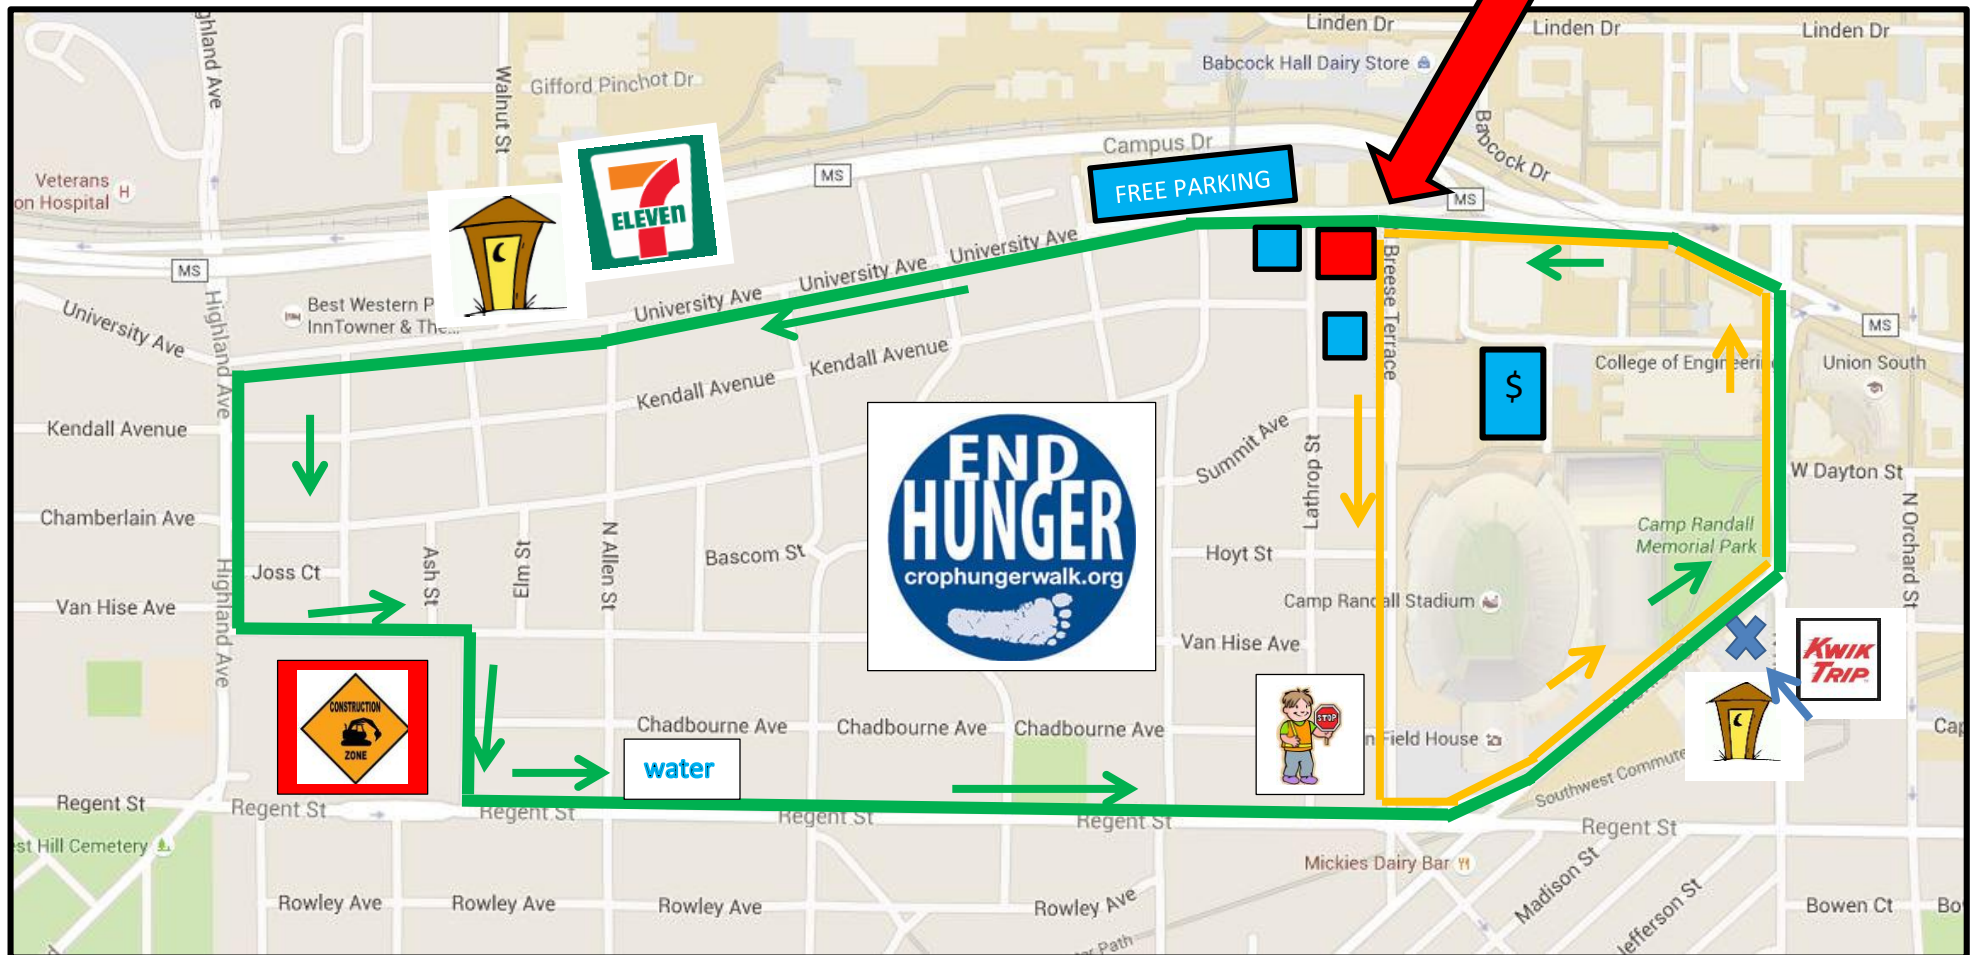 Linden Dr
Linden Dr
Linden Dr
ghland Ave
Babcock Hall Dairy Store
Walnut St
Gifford Pinchot Dr
Campus Dr
Babcock Dr
Veterans
on Hospital
H
MS
FREE PARKING
MS
7
ELEVEn
MS
University Ave
University Ave
University Ave
University Ave
Highland Ave
Best Western P
InnTowner & The...
Breese Terrace
MS
Kendall Avenue
Kendall Avenue
Kendall Avenue
$
College of Engineering
Union South
END
HUNGER
crophungerwalk.org
Summit Ave
Lathrop St
W Dayton St
N Orchard St
Chamberlain Ave
Joss Ct
Ash St
Elm St
N Allen St
Bascom St
Hoyt St
Camp Randall
Memorial Park
Highland Ave
Van Hise Ave
Camp Randall Stadium
Van Hise Ave
KWIK
TRIP
CONSTRUCTION
ZONE
STOP
Chadbourne Ave
Chadbourne Ave
Chadbourne Ave
n Field House
Cap
water
Southwest Commute
Regent St
Regent St
Regent St
Regent St
Regent St
Regent St
st Hill Cemetery
Mickies Dairy Bar
Madison St
Jefferson St
Rowley Ave
Rowley Ave
Rowley Ave
Rowley Ave
Bowen Ct
Bo
Path